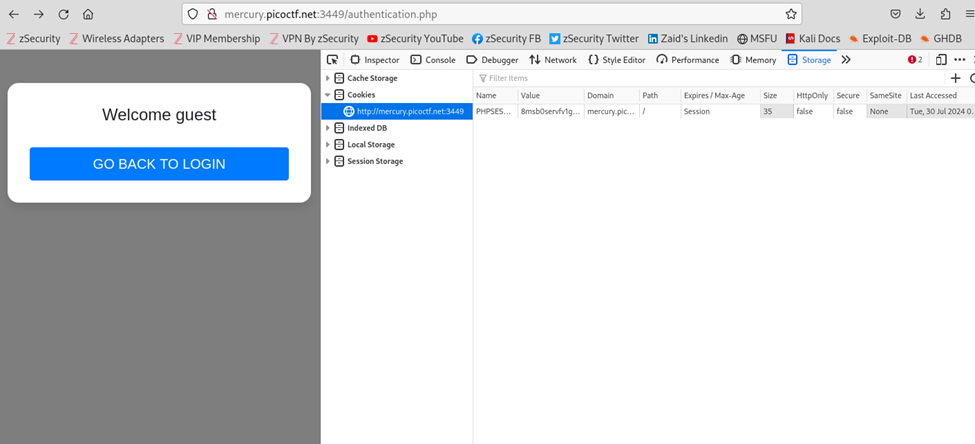 mercury.picoctf.net:3449/authentication.php
zSecurity Wireless Adapters VIP Membership VPN By zSecurity zSecurity YouTube zSecurity FB zSecurity Twitter Zaid's Linkedin MSFU Kali Docs Exploit-DB GHDB
Inspector Console Debugger Network Style Editor Performance Memory Storage 2
Welcome guest
GO BACK TO LOGIN
Cache Storage
Cookies
http://mercury.picoctf.net:3449
Indexed DB
Local Storage
Session Storage
Filter Items
Name Value Domain Path Expires / Max-Age Size HttpOnly Secure SameSite Last Accessed
PHPSES... 8msb0servfv1g... mercury.pic... / Session 35 false false None Tue, 30 Jul 2024 0...